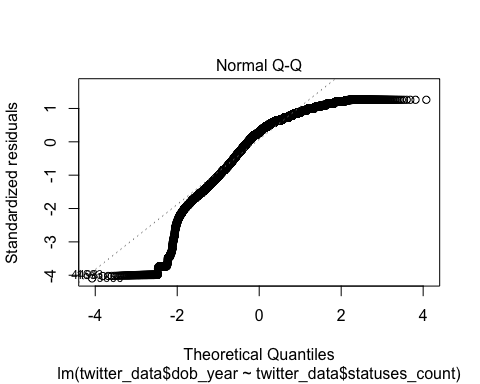 Normal Q-Q
Standardized residuals
1
0
-1
-2
-3
-4
-4 -2 0 2 4
Theoretical Quantiles
lm(twitter_data$dob_year ~ twitter_data$statuses_count)